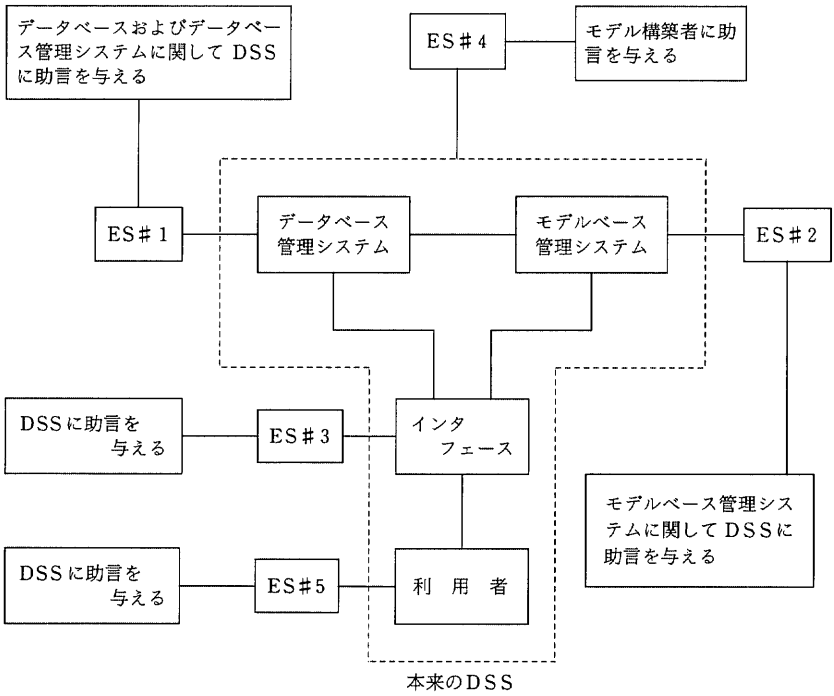 データベースおよびデータベー
ス管理システムに関して DSS
に助言を与える
ES♯4
モデル構築者に助
言を与える
ES♯1
データベース
管理システム
モデルベース
管理システム
ES♯2
DSSに助言を
与える
ES♯3
インタ
フェース
モデルベース管理シス
テムに関してDSSに
助言を与える
DSSに助言を
与える
ES♯5
利 用 者
本来のDSS